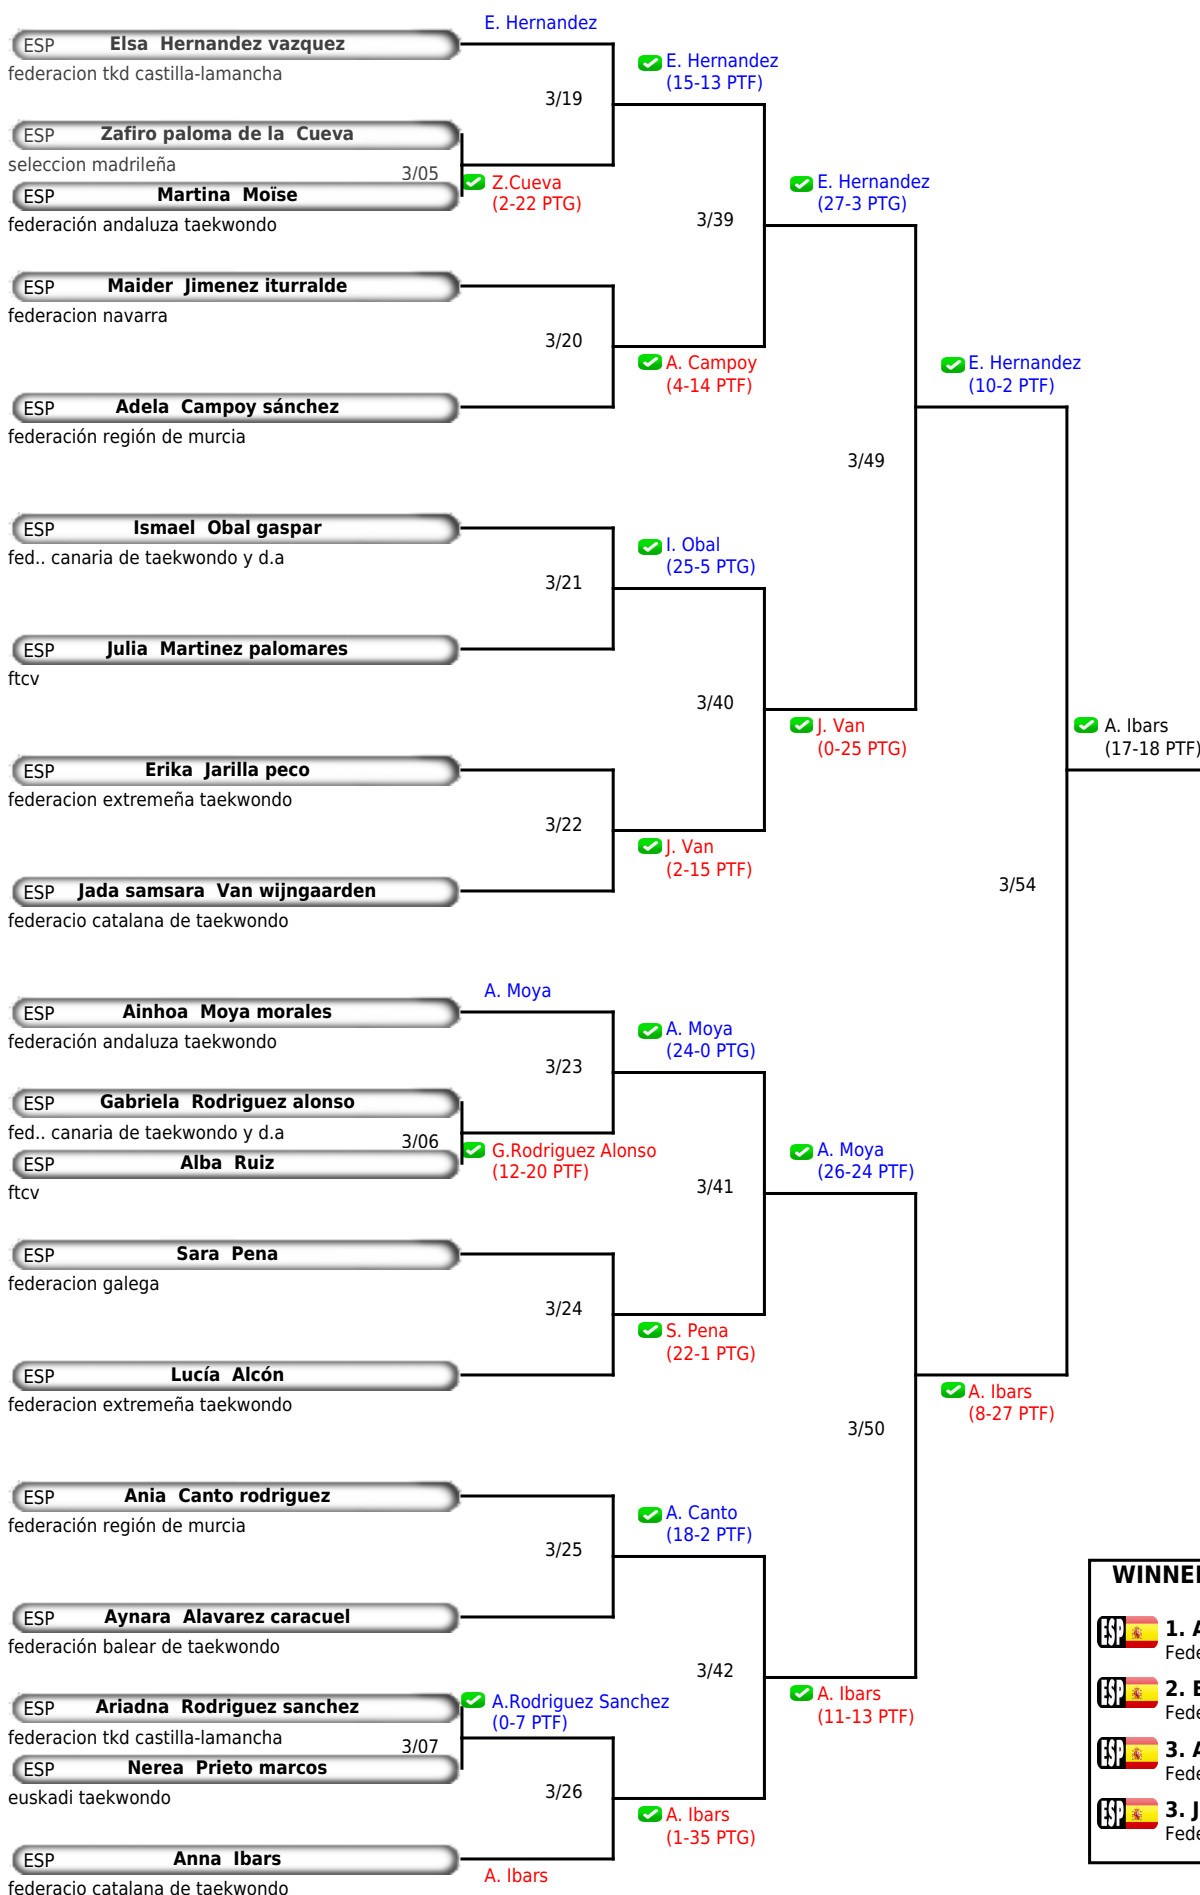 E. Hernandez
ESP Elsa Hernandez vazquez
federacion tkd castilla-lamancha
E. Hernandez
(15-13 PTF)
3/19
ESP Zafiro paloma de la Cueva
seleccion madrileña
3/05
Z.Cueva
(2-22 PTG)
ESP Martina Moïse
federación andaluza taekwondo
E. Hernandez
(27-3 PTG)
3/39
ESP Maider Jimenez iturralde
federacion navarra
3/20
A. Campoy
(4-14 PTF)
E. Hernandez
(10-2 PTF)
ESP Adela Campoy sánchez
federación región de murcia
3/49
ESP Ismael Obal gaspar
fed.. canaria de taekwondo y d.a
I. Obal
(25-5 PTG)
3/21
ESP Julia Martinez palomares
ftcv
3/40
J. Van
(0-25 PTG)
A. Ibars
(17-18 PTF)
ESP Erika Jarilla peco
federacion extremeña taekwondo
3/22
J. Van
(2-15 PTF)
ESP Jada samsara Van wijngaarden
federacio catalana de taekwondo
3/54
A. Moya
ESP Ainhoa Moya morales
federación andaluza taekwondo
A. Moya
(24-0 PTG)
3/23
ESP Gabriela Rodriguez alonso
fed.. canaria de taekwondo y d.a
3/06
G.Rodriguez Alonso
(12-20 PTF)
ESP Alba Ruiz
ftcv
A. Moya
(26-24 PTF)
3/41
ESP Sara Pena
federacion galega
3/24
S. Pena
(22-1 PTG)
ESP Lucía Alcón
federacion extremeña taekwondo
A. Ibars
(8-27 PTF)
3/50
ESP Ania Canto rodriguez
federación región de murcia
A. Canto
(18-2 PTF)
3/25
ESP Aynara Alavarez caracuel
federación balear de taekwondo
3/42
A. Ibars
(11-13 PTF)
ESP Ariadna Rodriguez sanchez
federacion tkd castilla-lamancha
A.Rodriguez Sanchez
(0-7 PTF)
3/07
ESP Nerea Prieto marcos
euskadi taekwondo
3/26
A. Ibars
(1-35 PTG)
ESP Anna Ibars
federacio catalana de taekwondo
A. Ibars
WINNE
ESP 1. A
Fede
ESP 2. E
Fede
ESP 3. A
Fede
ESP 3. J
Fede